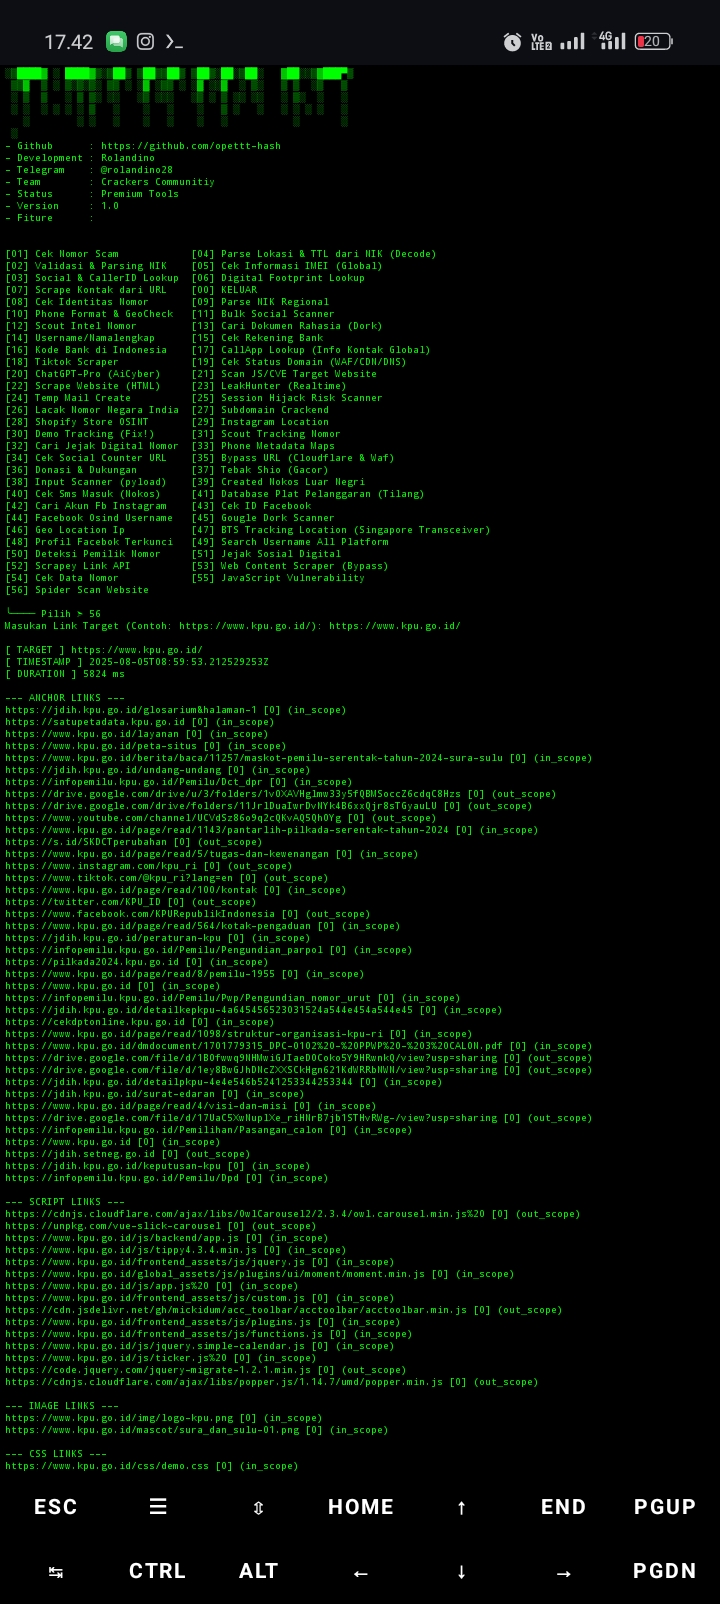 17.42
Vo LTE2
4G
20
- Github      : https://github.com/opettt-hash
- Development : Rolandino
- Telegram    : @rolandino28
- Team        : Crackers Communitiy
- Status      : Premium Tools
- Version     : 1.0
- Fiture      :
[01] Cek Nomor Scam            [04] Parse Lokasi & TTL dari NIK (Decode)
[02] Validasi & Parsing NIK    [05] Cek Informasi IMEI (Global)
[03] Social & CallerID Lookup  [06] Digital Footprint Lookup
[07] Scrape Kontak dari URL    [00] KELUAR
[08] Cek Identitas Nomor       [09] Parse NIK Regional
[10] Phone Format & GeoCheck   [11] Bulk Social Scanner
[12] Scout Intel Nomor         [13] Cari Dokumen Rahasia (Dork)
[14] Username/Namalengkap      [15] Cek Rekening Bank
[16] Kode Bank di Indonesia    [17] CallApp Lookup (Info Kontak Global)
[18] Tiktok Scraper            [19] Cek Status Domain (WAF/CDN/DNS)
[20] ChatGPT-Pro (AiCyber)     [21] Scan JS/CVE Target Website
[22] Scrape Website (HTML)     [23] LeakHunter (Realtime)
[24] Temp Mail Create          [25] Session Hijack Risk Scanner
[26] Lacak Nomor Negara India  [27] Subdomain Crackend
[28] Shopify Store OSINT       [29] Instagram Location
[30] Demo Tracking (Fix!)      [31] Scout Tracking Nomor
[32] Cari Jejak Digital Nomor  [33] Phone Metadata Maps
[34] Cek Social Counter URL    [35] Bypass URL (Cloudflare & Waf)
[36] Donasi & Dukungan         [37] Tebak Shio (Gacor)
[38] Input Scanner (pyload)    [39] Created Nokos Luar Negri
[40] Cek Sms Masuk (Nokos)     [41] Database Plat Pelanggaran (Tilang)
[42] Cari Akun Fb Instagram    [43] Cek ID Facebook
[44] Facebook Osind Username   [45] Gougle Dork Scanner
[46] Geo Location Ip           [47] BTS Tracking Location (Singapore Transceiver)
[48] Profil Facebok Terkunci   [49] Search Username All Platform
[50] Deteksi Pemilik Nomor     [51] Jejak Sosial Digital
[52] Scrapey Link API          [53] Web Content Scraper (Bypass)
[54] Cek Data Nomor            [55] JavaScript Vulnerability
[56] Spider Scan Website
╰──── Pilih ➤ 56
Masukan Link Target (Contoh: https://www.kpu.go.id/): https://www.kpu.go.id/
[ TARGET ] https://www.kpu.go.id/
[ TIMESTAMP ] 2025-08-05T08:59:53.212529253Z
[ DURATION ] 5824 ms
--- ANCHOR LINKS ---
https://jdih.kpu.go.id/glosarium&halaman-1 [0] (in_scope)
https://satupetadata.kpu.go.id [0] (in_scope)
https://www.kpu.go.id/layanan [0] (in_scope)
https://www.kpu.go.id/peta-situs [0] (in_scope)
https://www.kpu.go.id/berita/baca/11257/maskot-pemilu-serentak-tahun-2024-sura-sulu [0] (in_scope)
https://jdih.kpu.go.id/undang-undang [0] (in_scope)
https://infopemilu.kpu.go.id/Pemilu/Dct_dpr [0] (in_scope)
https://drive.google.com/drive/u/3/folders/1vOXAVHglmw33y5fQBMSoccZ6cdqC8Hzs [0] (out_scope)
https://drive.google.com/drive/folders/11JrlDuaIwrDvNYk4B6xxQjr8sTGyauLU [0] (out_scope)
https://www.youtube.com/channel/UCVdSz86o9q2cQKvAQ5QhOYg [0] (out_scope)
https://www.kpu.go.id/page/read/1143/pantarlih-pilkada-serentak-tahun-2024 [0] (in_scope)
https://s.id/SKDCTperubahan [0] (out_scope)
https://www.kpu.go.id/page/read/5/tugas-dan-kewenangan [0] (in_scope)
https://www.instagram.com/kpu_ri [0] (out_scope)
https://www.tiktok.com/@kpu_ri?lang=en [0] (out_scope)
https://www.kpu.go.id/page/read/100/kontak [0] (in_scope)
https://twitter.com/KPU_ID [0] (out_scope)
https://www.facebook.com/KPURepublikIndonesia [0] (out_scope)
https://www.kpu.go.id/page/read/564/kotak-pengaduan [0] (in_scope)
https://jdih.kpu.go.id/peraturan-kpu [0] (in_scope)
https://infopemilu.kpu.go.id/Pemilu/Pengundian_parpol [0] (in_scope)
https://pilkada2024.kpu.go.id [0] (in_scope)
https://www.kpu.go.id/page/read/8/pemilu-1955 [0] (in_scope)
https://www.kpu.go.id [0] (in_scope)
https://infopemilu.kpu.go.id/Pemilu/Pwp/Pengundian_nomor_urut [0] (in_scope)
https://jdih.kpu.go.id/detailkepkpu-4a645456523031524a544e454a544e45 [0] (in_scope)
https://cekdptonline.kpu.go.id [0] (in_scope)
https://www.kpu.go.id/page/read/1098/struktur-organisasi-kpu-ri [0] (in_scope)
https://www.kpu.go.id/dmdocument/1701779315_DPC-0102%20-%20PPWP%20-%203%20CALON.pdf [0] (in_scope)
https://drive.google.com/file/d/1B0fwwq9NHMwiGJIaeDOCoko5Y9HRwnkQ/view?usp=sharing [0] (out_scope)
https://drive.google.com/file/d/1ey8BwGJhDNcZXXSCkHgn621KdWRRbNWN/view?usp=sharing [0] (out_scope)
https://jdih.kpu.go.id/detailpkpu-4e4e546b5241253344253344 [0] (in_scope)
https://jdih.kpu.go.id/surat-edaran [0] (in_scope)
https://www.kpu.go.id/page/read/4/visi-dan-misi [0] (in_scope)
https://drive.google.com/file/d/17UaC5XwNuplXe_riHNrB7jb1STHvRWg-/view?usp=sharing [0] (out_scope)
https://infopemilu.kpu.go.id/Pemilihan/Pasangan_calon [0] (in_scope)
https://www.kpu.go.id [0] (in_scope)
https://jdih.setneg.go.id [0] (out_scope)
https://jdih.kpu.go.id/keputusan-kpu [0] (in_scope)
https://infopemilu.kpu.go.id/Pemilu/Dpd [0] (in_scope)
--- SCRIPT LINKS ---
https://cdnjs.cloudflare.com/ajax/libs/OwlCarousel2/2.3.4/owl.carousel.min.js%20 [0] (out_scope)
https://unpkg.com/vue-slick-carousel [0] (out_scope)
https://www.kpu.go.id/js/backend/app.js [0] (in_scope)
https://www.kpu.go.id/js/tippy4.3.4.min.js [0] (in_scope)
https://www.kpu.go.id/frontend_assets/js/jquery.js [0] (in_scope)
https://www.kpu.go.id/global_assets/js/plugins/ui/moment/moment.min.js [0] (in_scope)
https://www.kpu.go.id/js/app.js%20 [0] (in_scope)
https://www.kpu.go.id/frontend_assets/js/custom.js [0] (in_scope)
https://cdn.jsdelivr.net/gh/mickidum/acc_toolbar/acctoolbar/acctoolbar.min.js [0] (out_scope)
https://www.kpu.go.id/frontend_assets/js/plugins.js [0] (in_scope)
https://www.kpu.go.id/frontend_assets/js/functions.js [0] (in_scope)
https://www.kpu.go.id/js/jquery.simple-calendar.js [0] (in_scope)
https://www.kpu.go.id/js/ticker.js%20 [0] (in_scope)
https://code.jquery.com/jquery-migrate-1.2.1.min.js [0] (out_scope)
https://cdnjs.cloudflare.com/ajax/libs/popper.js/1.14.7/umd/popper.min.js [0] (out_scope)
--- IMAGE LINKS ---
https://www.kpu.go.id/img/logo-kpu.png [0] (in_scope)
https://www.kpu.go.id/mascot/sura_dan_sulu-01.png [0] (in_scope)
--- CSS LINKS ---
https://www.kpu.go.id/css/demo.css [0] (in_scope)
ESC ☰ ⇳ HOME ↑ END PGUP
↹ CTRL ALT ← ↓ → PGDN